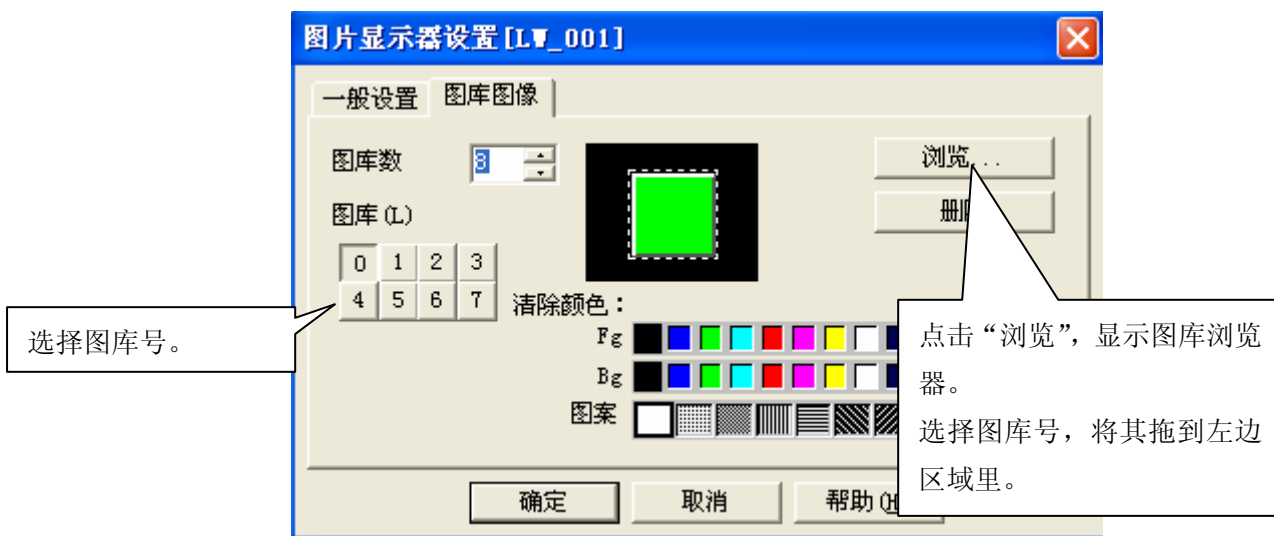 图片显示器设置[LW_001]
一般设置 图库图像
图库数 8 浏览...
图库(L)
0 1 2 3
4 5 6 7
清除颜色：
Fg
Bg
图案
选择图库号。
点击“浏览”，显示图库浏览
器。
选择图库号，将其拖到左边
区域里。
确定 取消 帮助